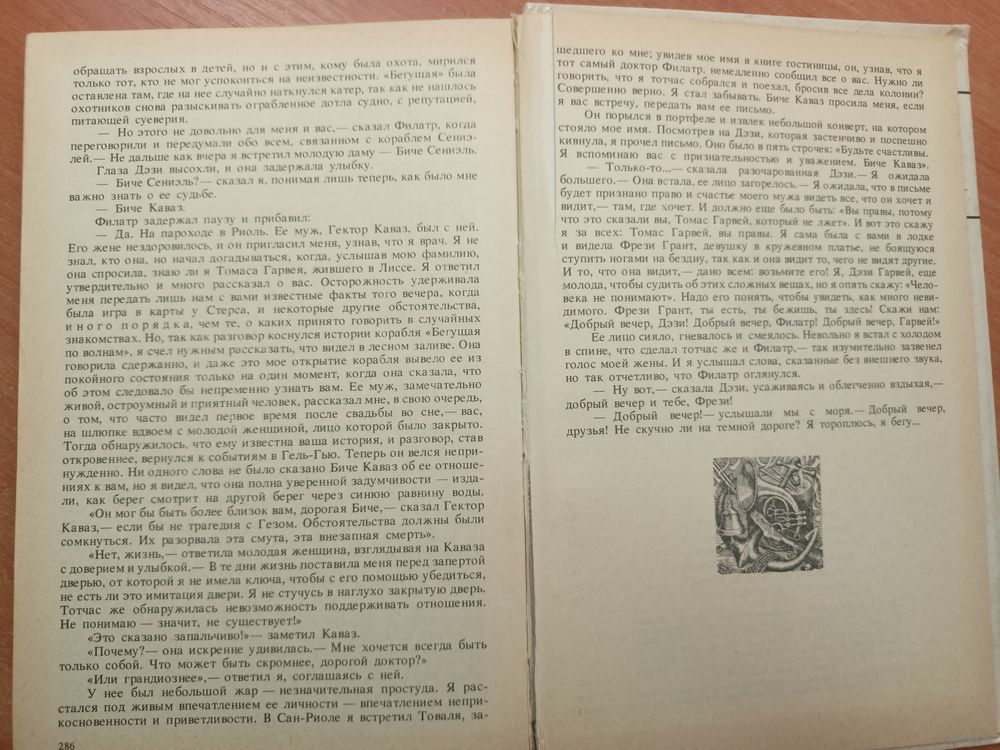 обращать взрослых в детей, но и с этим, кому была охота, мирился
только тот, кто не мог успокоиться на неизвестности. «Бегущая» была
оставлена там, где на нее случайно наткнулся катер, так как не нашлось
охотников снова разыскивать ограбленное дотла судно, с репутацией,
питающей суеверия.
— Но этого не довольно для меня и вас,— сказал Филатр, когда
переговорили и передумали обо всем, связанном с кораблем Сениэ-
лей.— Не дальше как вчера я встретил молодую даму — Биче Сениэль.
Глаза Дэзи высохли, и она задержала улыбку.
— Биче Сениэль?— сказал я, понимая лишь теперь, как было мне
важно знать о ее судьбе.
— Биче Каваз.
Филатр задержал паузу и прибавил:
— Да. На пароходе в Риоль. Ее муж, Гектор Каваз, был с ней.
Его жене нездоровилось, и он пригласил меня, узнав, что я врач. Я не
знал, кто она, но начал догадываться, когда, услышав мою фамилию,
она спросила, знаю ли я Томаса Гарвея, жившего в Лиссе. Я ответил
утвердительно и много рассказал о вас. Осторожность удерживала
меня передать лишь нам с вами известные факты того вечера, когда
была игра в карты у Стерса, и некоторые другие обстоятельства,
иного порядка, чем те, о каких принято говорить в случайных
знакомствах. Но, так как разговор коснулся истории корабля «Бегущая
по волнам», я счел нужным рассказать, что видел в лесном заливе. Она
говорила сдержанно, и даже это мое открытие корабля вывело ее из
покойного состояния только на один момент, когда она сказала, что
об этом следовало бы непременно узнать вам. Ее муж, замечательно
живой, остроумный и приятный человек, рассказал мне, в свою очередь,
о том, что часто видел первое время после свадьбы во сне,— вас,
на шлюпке вдвоем с молодой женщиной, лицо которой было закрыто.
Тогда обнаружилось, что ему известна ваша история, и разговор, став
откровеннее, вернулся к событиям в Гель-Гью. Теперь он велся непри-
нужденно. Ни одного слова не было сказано Биче Каваз об ее отноше-
ниях к вам, но я видел, что она полна уверенной задумчивости — изда-
ли, как берег смотрит на другой берег через синюю равнину воды.
«Он мог бы быть более близок вам, дорогая Биче,— сказал Гектор
Каваз,— если бы не трагедия с Гезом. Обстоятельства должны были
сомкнуться. Их разорвала эта смута, эта внезапная смерть».
«Нет, жизнь,— ответила молодая женщина, взглядывая на Каваза
с доверием и улыбкой.— В те дни жизнь поставила меня перед запертой
дверью, от которой я не имела ключа, чтобы с его помощью убедиться,
не есть ли это имитация двери. Я не стучусь в наглухо закрытую дверь.
Тотчас же обнаружилась невозможность поддерживать отношения.
Не понимаю — значит, не существует!»
«Это сказано запальчиво!»— заметил Каваз.
«Почему?— она искренне удивилась.— Мне хочется всегда быть
только собой. Что может быть скромнее, дорогой доктор?»
«Или грандиознее»,— ответил я, соглашаясь с ней.
У нее был небольшой жар — незначительная простуда. Я рас-
стался под живым впечатлением ее личности — впечатлением непри-
косновенности и приветливости. В Сан-Риоле я встретил Товаля, за-
286
шедшего ко мне; увидев мое имя в книге гостиницы, он, узнав, что я
тот самый доктор Филатр, немедленно сообщил все о вас. Нужно ли
говорить, что я тотчас собрался и поехал, бросив все дела колонии?
Совершенно верно. Я стал забывать. Биче Каваз просила меня, если
я вас встречу, передать вам ее письмо.
Он порылся в портфеле и извлек небольшой конверт, на котором
стояло мое имя. Посмотрев на Дэзи, которая застенчиво и поспешно
кивнула, я прочел письмо. Оно было в пять строчек: «Будьте счастливы.
Я вспоминаю вас с признательностью и уважением. Биче Каваз».
— Только-то...— сказала разочарованная Дэзи.— Я ожидала
большего.— Она встала, ее лицо загорелось.— Я ожидала, что в письме
будет признано право и счастье моего мужа видеть все, что он хочет и
видит,— там, где хочет. И должно еще было быть: «Вы правы, потому
что это сказали вы, Томас Гарвей, который не лжет». И вот это скажу
я за всех: Томас Гарвей, вы правы. Я сама была с вами в лодке
и видела Фрези Грант, девушку в кружевном платье, не боящуюся
ступить ногами на бездну, так как и она видит то, чего не видят другие.
И то, что она видит,— дано всем: возьмите его! Я, Дэзи Гарвей, еще
молода, чтобы судить об этих сложных вещах, но я опять скажу: «Чело-
века не понимают». Надо его понять, чтобы увидеть, как много неви-
димого. Фрези Грант, ты есть, ты бежишь, ты здесь! Скажи нам:
«Добрый вечер, Дэзи! Добрый вечер, Филатр! Добрый вечер, Гарвей!»
Ее лицо сияло, гневалось и смеялось. Невольно я встал с холодом
в спине, что сделал тотчас же и Филатр,— так изумительно зазвенел
голос моей жены. И я услышал слова, сказанные без внешнего звука,
но так отчетливо, что Филатр оглянулся.
— Ну вот,— сказала Дэзи, усаживаясь и облегченно вздыхая,—
добрый вечер и тебе, Фрези!
— Добрый вечер!— услышали мы с моря.— Добрый вечер,
друзья! Не скучно ли на темной дороге? Я тороплюсь, я бегу...